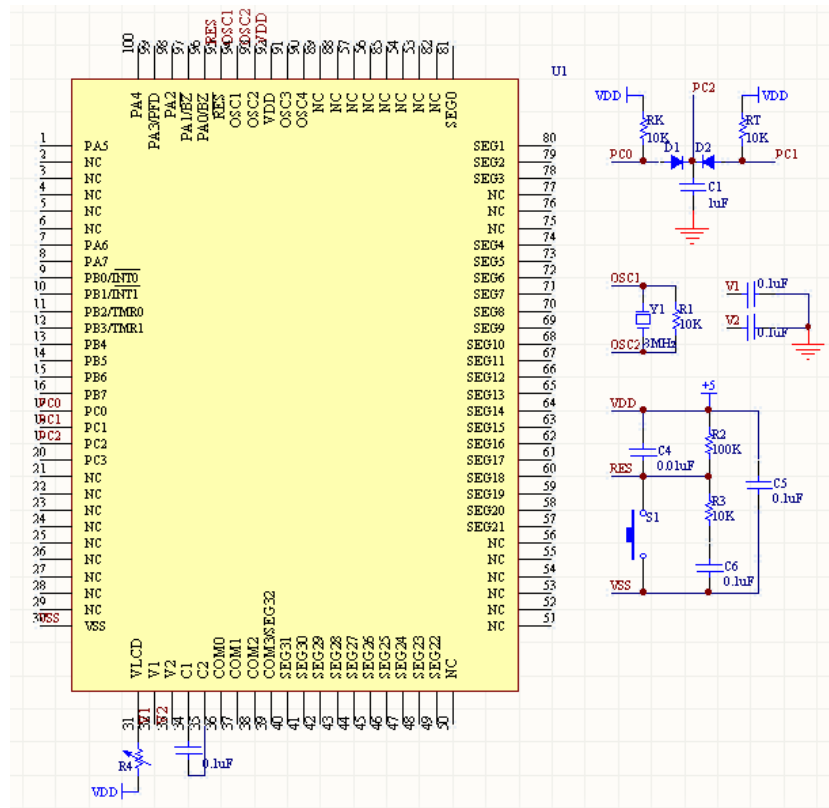 U1
100 99 98 97 96 95 94 93 92 91 90 89 88 57 56 85 54 53 82 81
RES OSC1 OSC2 VDD
PA4 PA3/PFD PA2 PA1/BZ PA0/BZ RES OSC1 OSC2 VDD OSC3 OSC4 NC NC NC NC NC NC NC NC SEG0
1 PA5
2 NC
3 NC
4 NC
5 NC
6 NC
7 PA6
8 PA7
9 PB0/INT0
10 PB1/INT1
11 PB2/TMR0
12 PB3/TMR1
13 PB4
14 PB5
15 PB6
16 PB7
PC0 PC0
PC1 PC1
PC2 PC2
20 PC3
21 NC
22 NC
23 NC
24 NC
25 NC
26 NC
27 NC
28 NC
29 NC
30 VSS VSS
SEG1 80
SEG2 79
SEG3 78
NC 77
NC 76
NC 75
SEG4 74
SEG5 73
SEG6 72
SEG7 71
SEG8 70
SEG9 69
SEG10 68
SEG11 67
SEG12 66
SEG13 65
SEG14 64
SEG15 63
SEG16 62
SEG17 61
SEG18 60
SEG19 59
SEG20 58
SEG21 57
NC 56
NC 55
NC 54
NC 53
NC 52
NC 51
VLCD V1 V2 C1 C2 COM0 COM1 COM2 COM3/SEG32 SEG31 SEG30 SEG29 SEG28 SEG27 SEG26 SEG25 SEG24 SEG23 SEG22 NC
31 V1 V2 34 35 36 37 38 39 40 41 42 43 44 45 46 47 48 49 50
R4
0.1uF
VDD
PC2
VDD VDD
RK RT
10K 10K
D1 D2
PC0 PC1
C1
1uF
OSC1
Y1
R1
10K
OSC2
8MHz
V1 0.1uF
V2 0.1uF
+5
VDD
R2
100K
C4
0.01uF
RES
C5
0.1uF
R3
10K
S1
C6
0.1uF
VSS